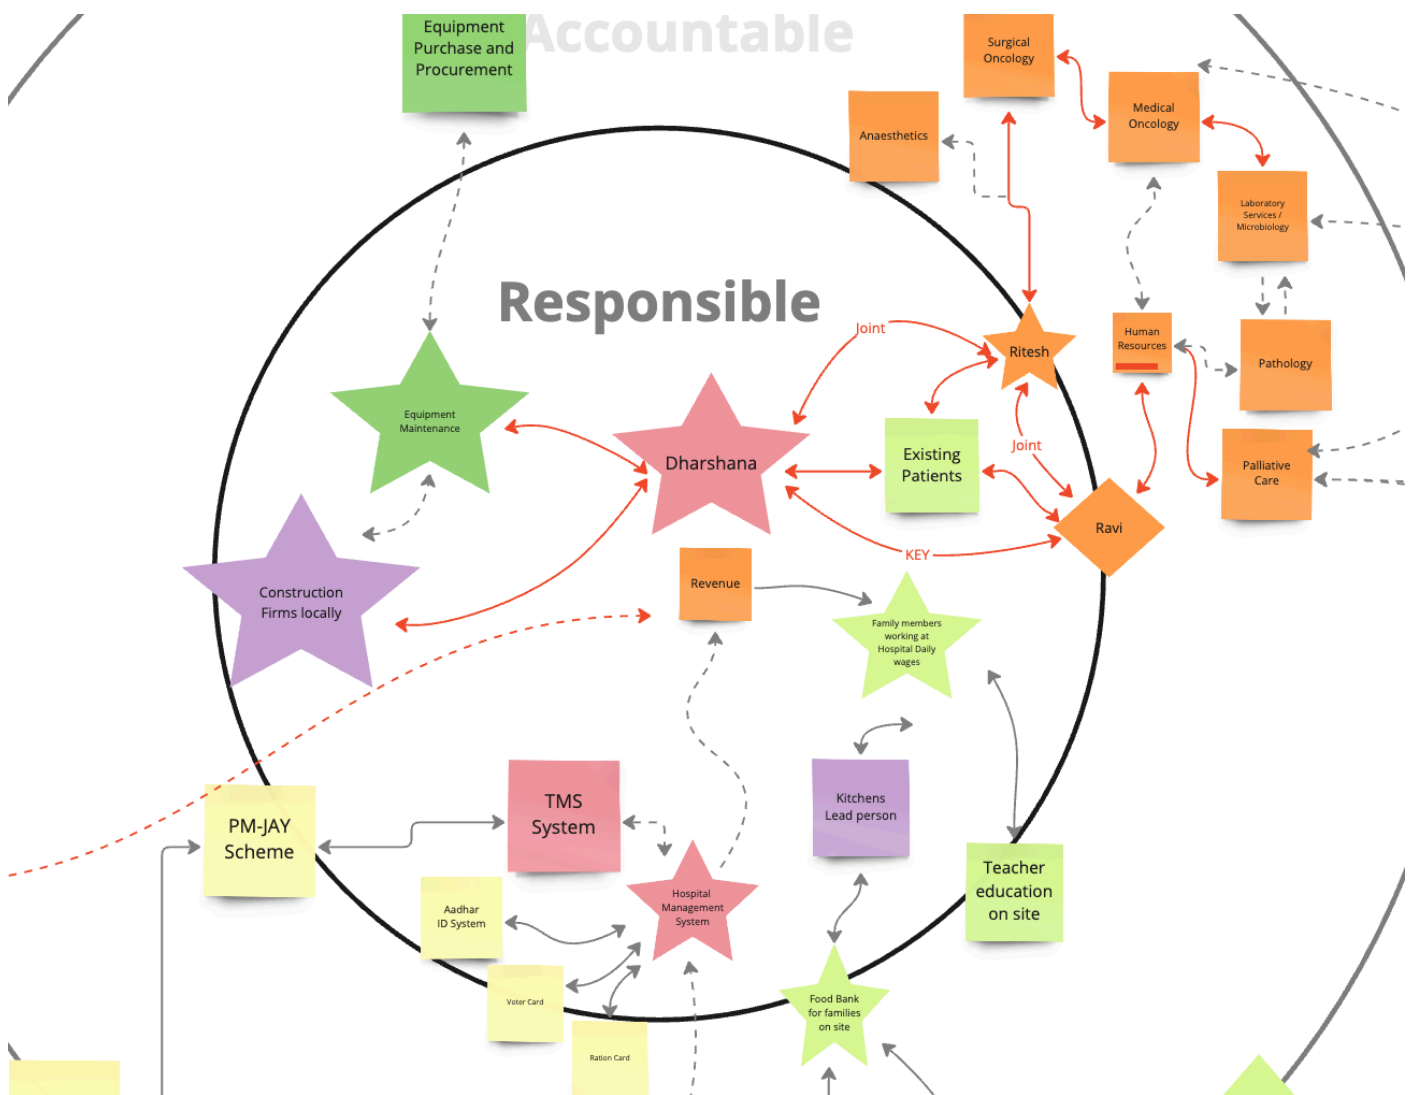 Accountable
Equipment
Purchase and
Procurement
Surgical
Oncology
Medical
Oncology
Anaesthetics
Laboratory
Services /
Microbiology
Responsible
Joint
Ritesh
Human
Resources
Pathology
Equipment
Maintenance
Dharshana
Existing
Patients
Joint
Palliative
Care
Ravi
KEY
Construction
Firms locally
Revenue
Family members
working at
Hospital Daily
wages
PM-JAY
Scheme
TMS
System
Kitchens
Lead person
Teacher
education
on site
Aadhar
ID System
Hospital
Management
System
Voter Card
Food Bank
for families
on site
Ration Card